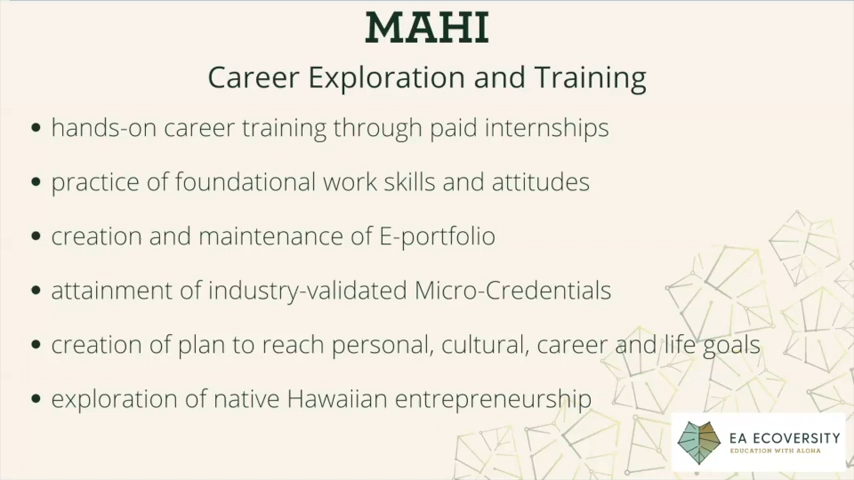 MAHI
Career Exploration and Training
• hands-on career training through paid internships
• practice of foundational work skills and attitudes
• creation and maintenance of E-portfolio
• attainment of industry-validated Micro-Credentials
• creation of plan to reach personal, cultural, career and life goals
• exploration of native Hawaiian entrepreneurship
EA ECOVERSITY
EDUCATION WITH ALOHA